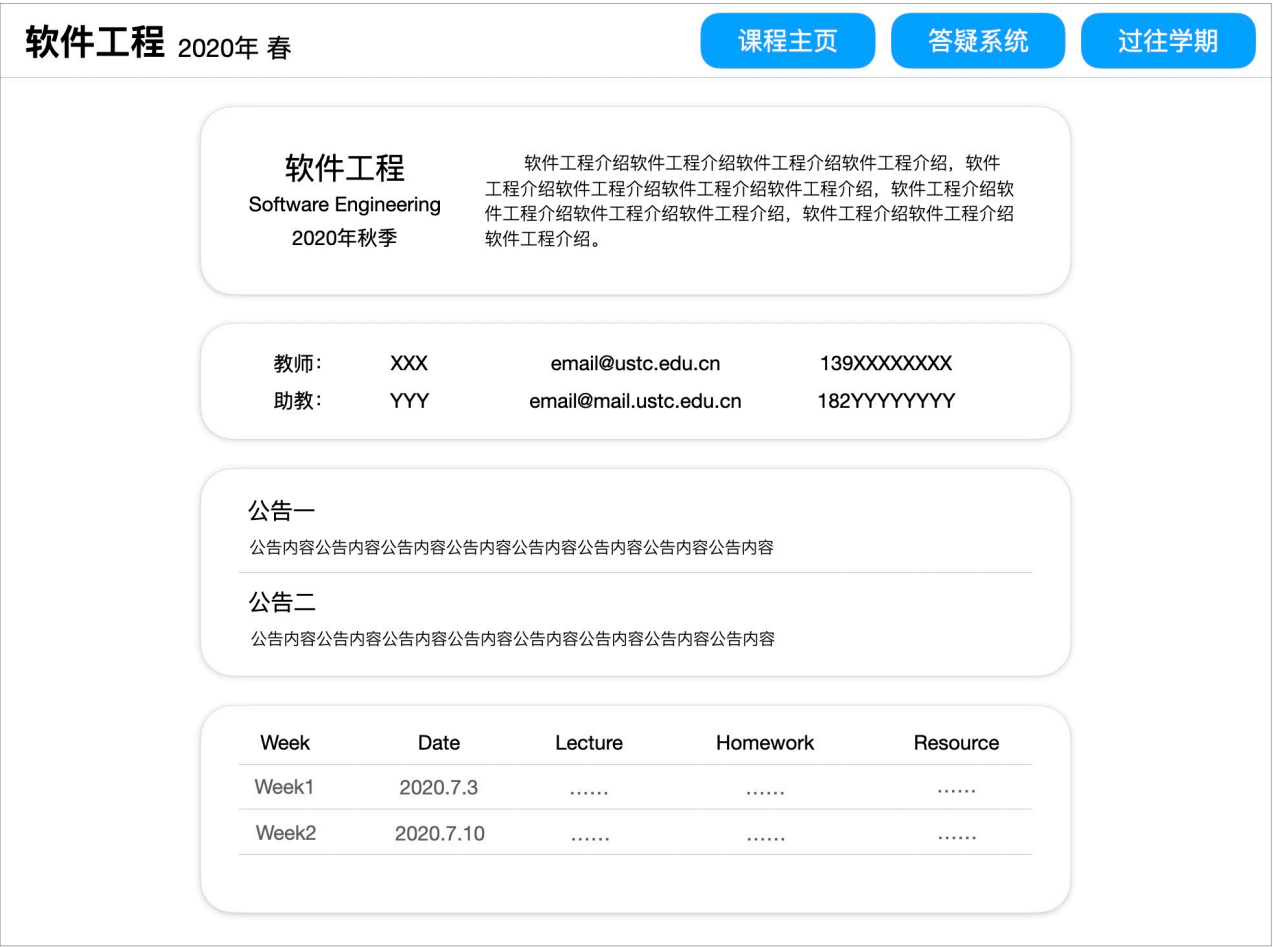 软件工程 2020年 春 课程主页 答疑系统 过往学期
软件工程
Software Engineering
2020年秋季
软件工程介绍软件工程介绍软件工程介绍软件工程介绍，软件
工程介绍软件工程介绍软件工程介绍软件工程介绍，软件工程介绍软
件工程介绍软件工程介绍软件工程介绍，软件工程介绍软件工程介绍
软件工程介绍。
教师： XXX email@ustc.edu.cn 139XXXXXXXX
助教： YYY email@mail.ustc.edu.cn 182YYYYYYYY
公告一
公告内容公告内容公告内容公告内容公告内容公告内容公告内容公告内容
公告二
公告内容公告内容公告内容公告内容公告内容公告内容公告内容公告内容
Week Date Lecture Homework Resource
Week1 2020.7.3 …… …… ……
Week2 2020.7.10 …… …… ……